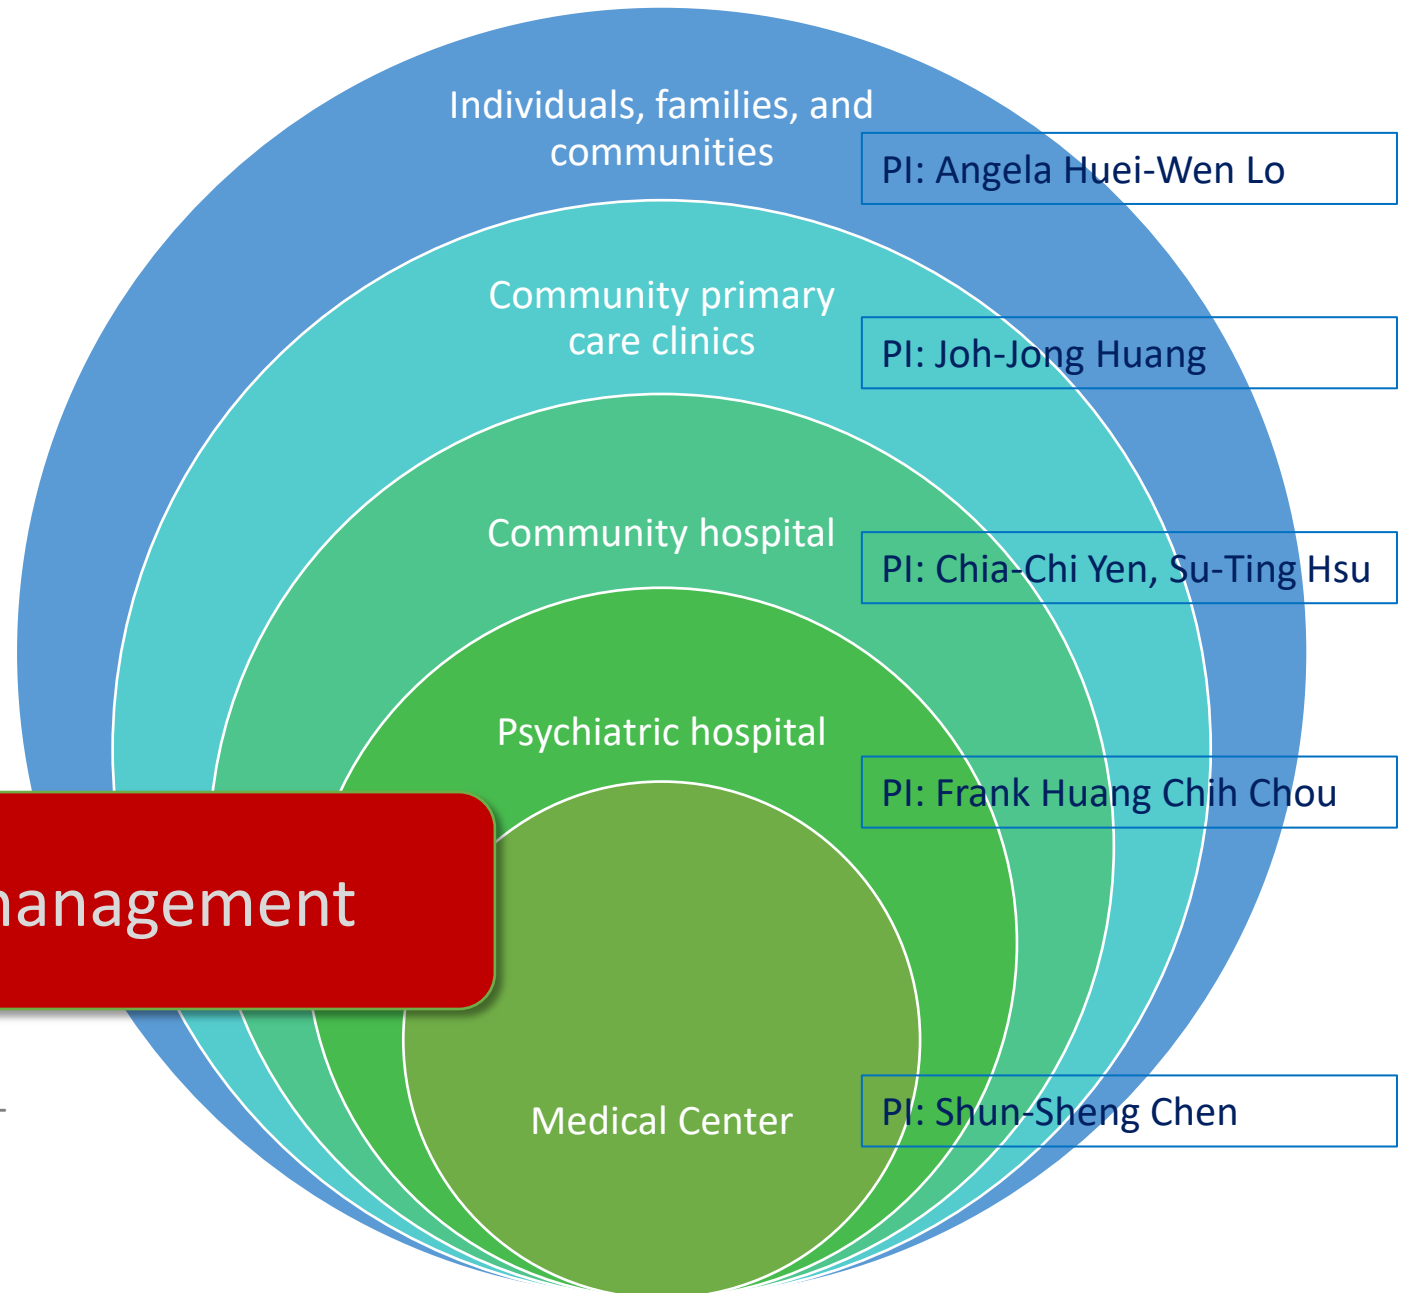 Individuals, families, and
communities
PI: Angela Huei-Wen Lo
Community primary
care clinics
PI: Joh-Jong Huang
Community hospital
PI: Chia-Chi Yen, Su-Ting Hsu
Psychiatric hospital
PI: Frank Huang Chih Chou
Medical Center
PI: Shun-Sheng Chen